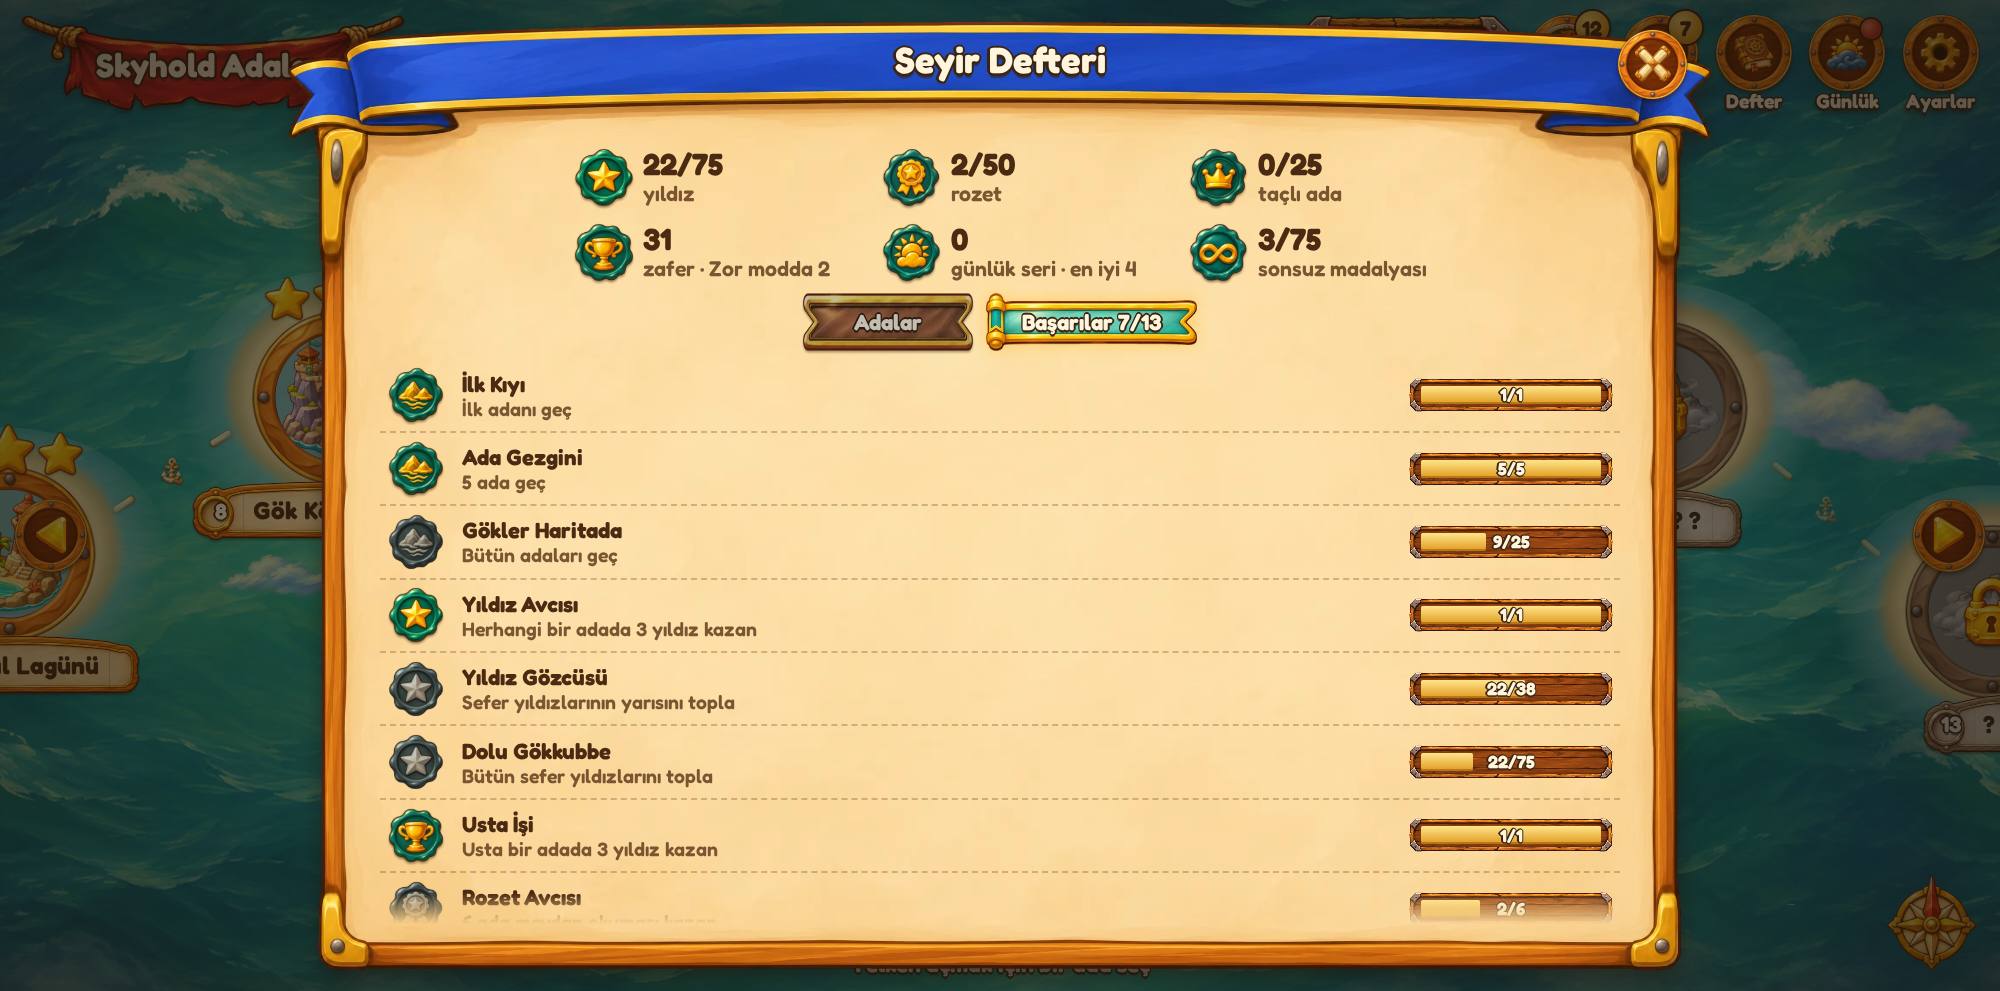 Skyhold Adal
Seyir Defteri
12
7
Defter
Günlük
Ayarlar
22/75
yıldız
2/50
rozet
0/25
taçlı ada
31
zafer · Zor modda 2
0
günlük seri · en iyi 4
3/75
sonsuz madalyası
Adalar
Başarılar 7/13
İlk Kıyı
İlk adanı geç
1/1
Ada Gezgini
5 ada geç
5/5
Gökler Haritada
Bütün adaları geç
9/25
Yıldız Avcısı
Herhangi bir adada 3 yıldız kazan
1/1
Yıldız Gözcüsü
Sefer yıldızlarının yarısını topla
22/38
Dolu Gökkubbe
Bütün sefer yıldızlarını topla
22/75
Usta İşi
Usta bir adada 3 yıldız kazan
1/1
Rozet Avcısı
2/6
8
Gök
Lagünü
? ?
13 ?